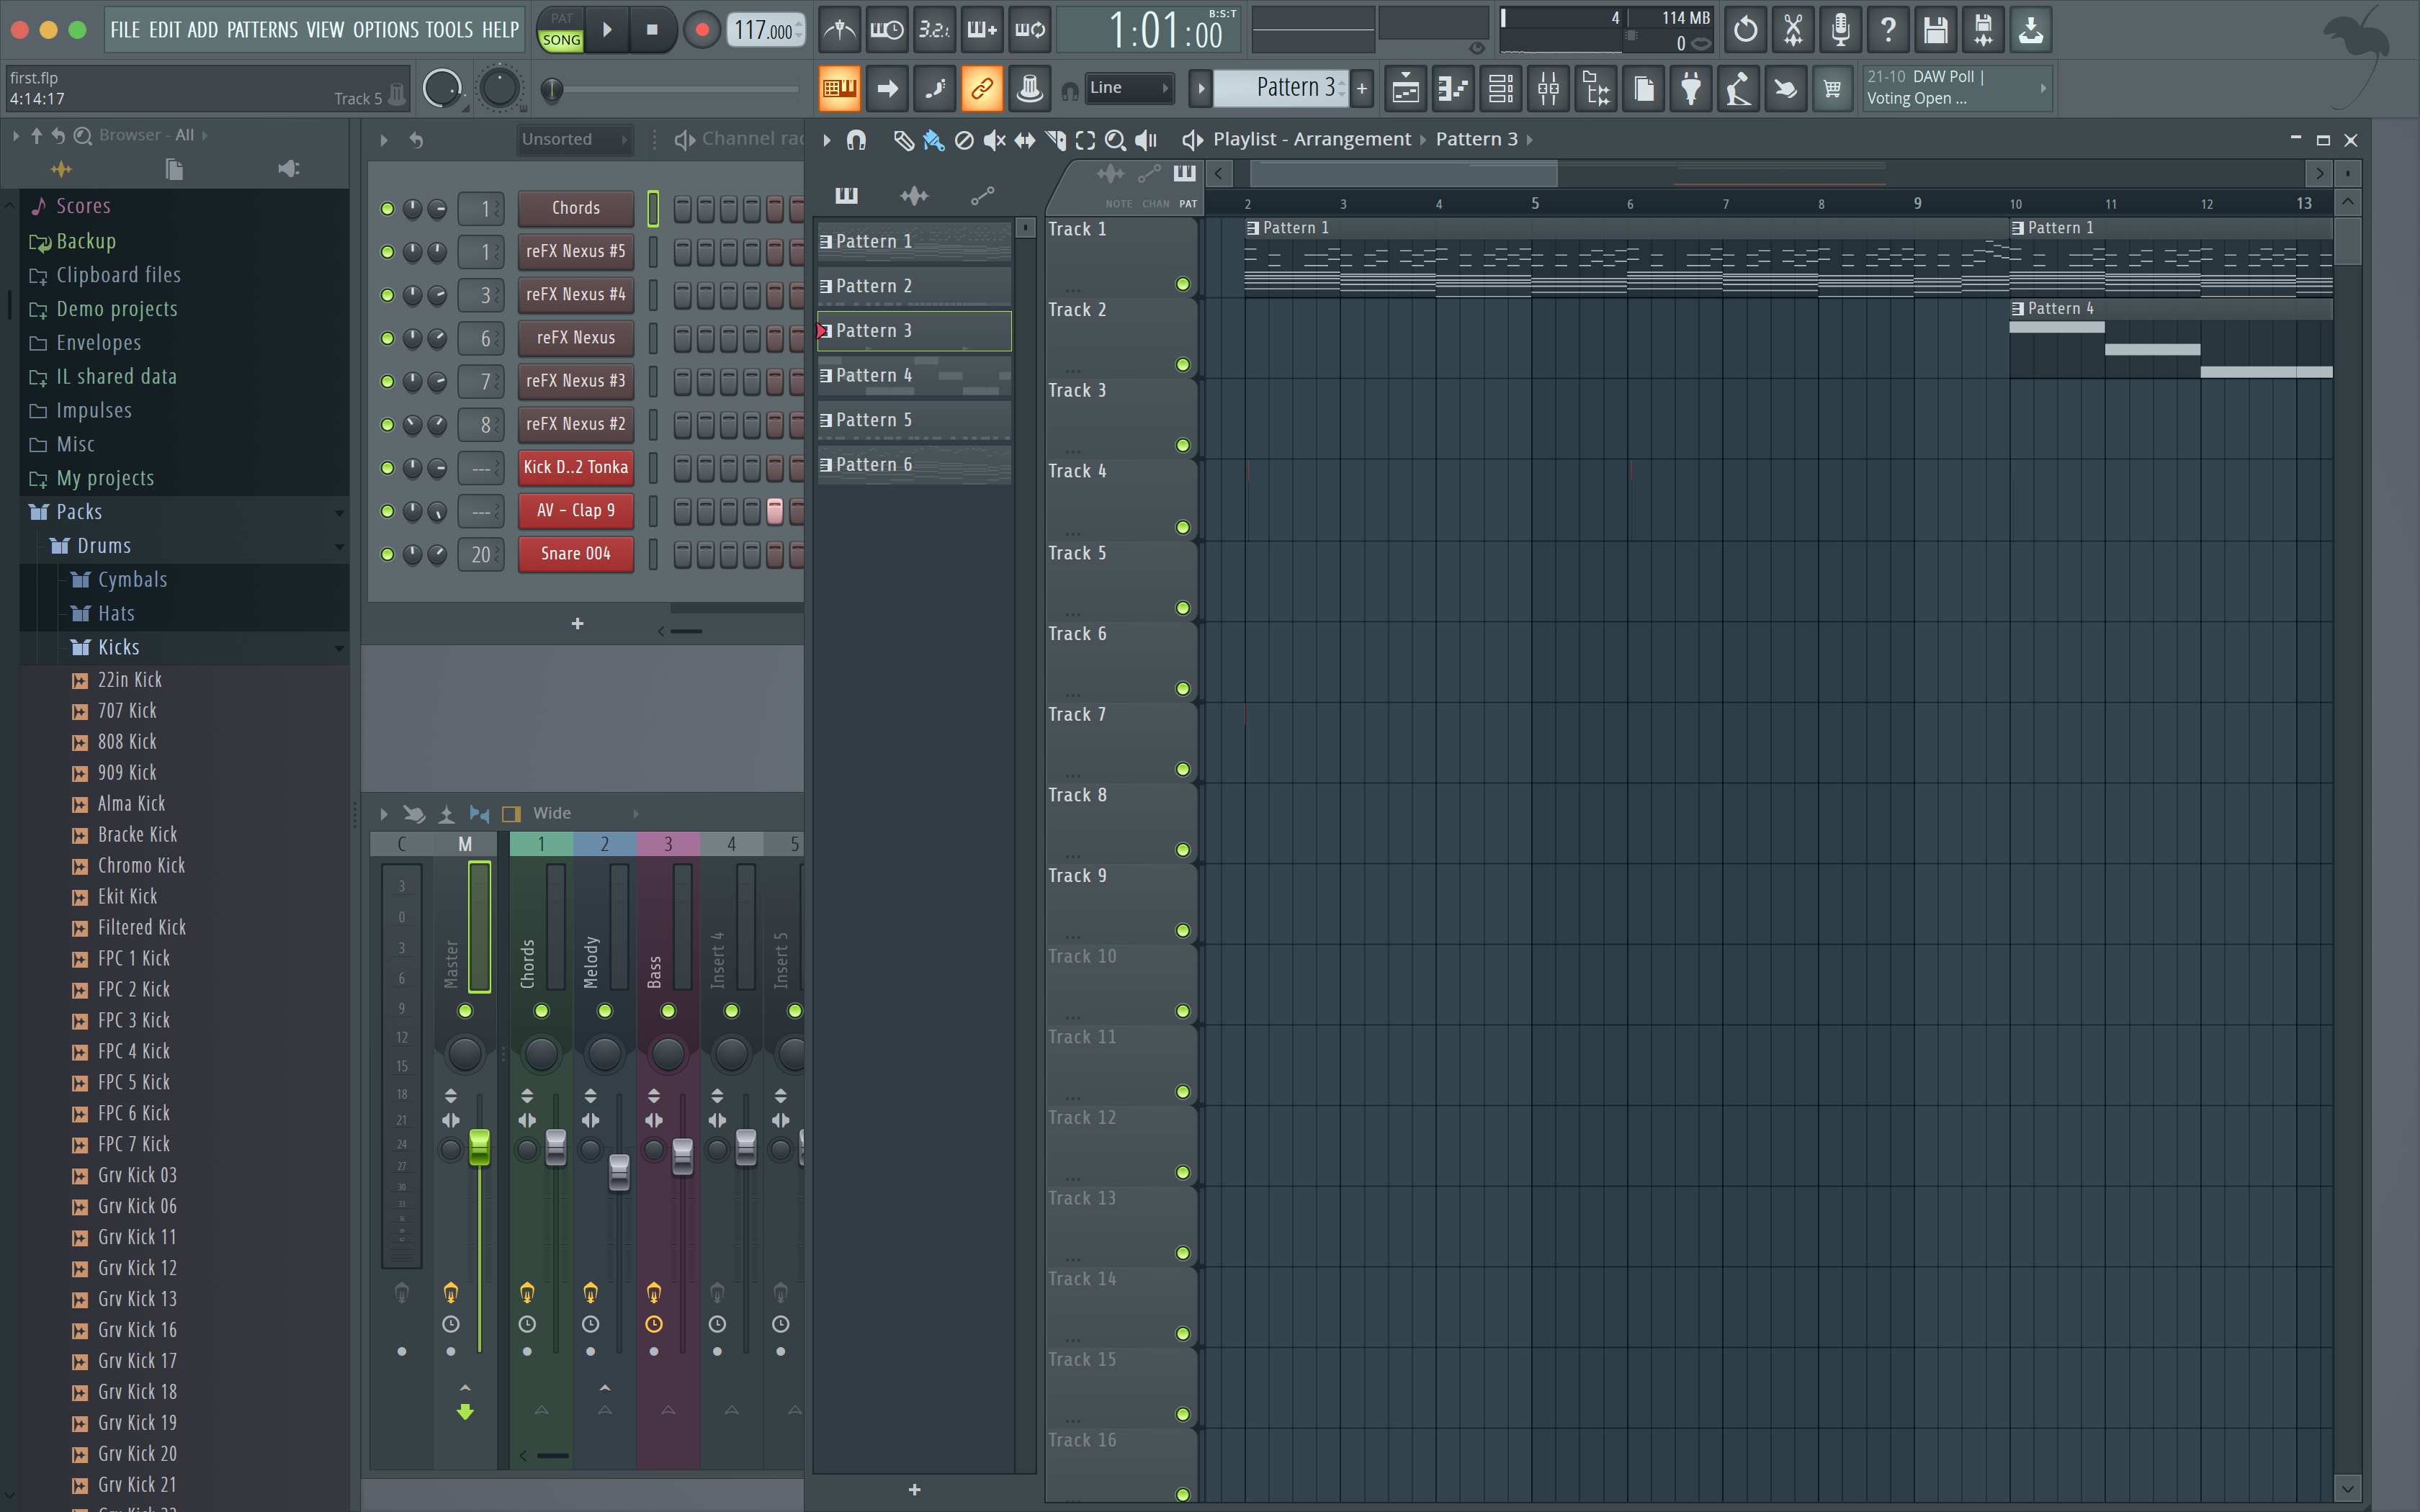 FILE EDIT ADD PATTERNS VIEW OPTIONS TOOLS HELP
PAT
SONG
117.000
3.2.1
B:S:T
1:01:00
4
114 MB
0
first.flp
4:14:17
Track 5
Line
Pattern 3
21-10 DAW Poll |
Voting Open ...
Browser - All
Scores
Backup
Clipboard files
Demo projects
Envelopes
IL shared data
Impulses
Misc
My projects
Packs
Drums
Cymbals
Hats
Kicks
22in Kick
707 Kick
808 Kick
909 Kick
Alma Kick
Bracke Kick
Chromo Kick
Ekit Kick
Filtered Kick
FPC 1 Kick
FPC 2 Kick
FPC 3 Kick
FPC 4 Kick
FPC 5 Kick
FPC 6 Kick
FPC 7 Kick
Grv Kick 03
Grv Kick 06
Grv Kick 11
Grv Kick 12
Grv Kick 13
Grv Kick 16
Grv Kick 17
Grv Kick 18
Grv Kick 19
Grv Kick 20
Grv Kick 21
Unsorted
Channel rac
1 Chords
1 reFX Nexus #5
3 reFX Nexus #4
6 reFX Nexus
7 reFX Nexus #3
8 reFX Nexus #2
--- Kick D..2 Tonka
--- AV - Clap 9
20 Snare 004
Wide
C M 1 2 3 4 5
3
0
3
6
9
12
15
18
21
24
27
30
Master
Chords
Melody
Bass
Insert 4
Insert 5
Playlist - Arrangement Pattern 3
NOTE CHAN PAT
2 3 4 5 6 7 8 9 10 11 12 13
Pattern 1
Pattern 2
Pattern 3
Pattern 4
Pattern 5
Pattern 6
Track 1
Track 2
Track 3
Track 4
Track 5
Track 6
Track 7
Track 8
Track 9
Track 10
Track 11
Track 12
Track 13
Track 14
Track 15
Track 16
Pattern 1
Pattern 1
Pattern 4